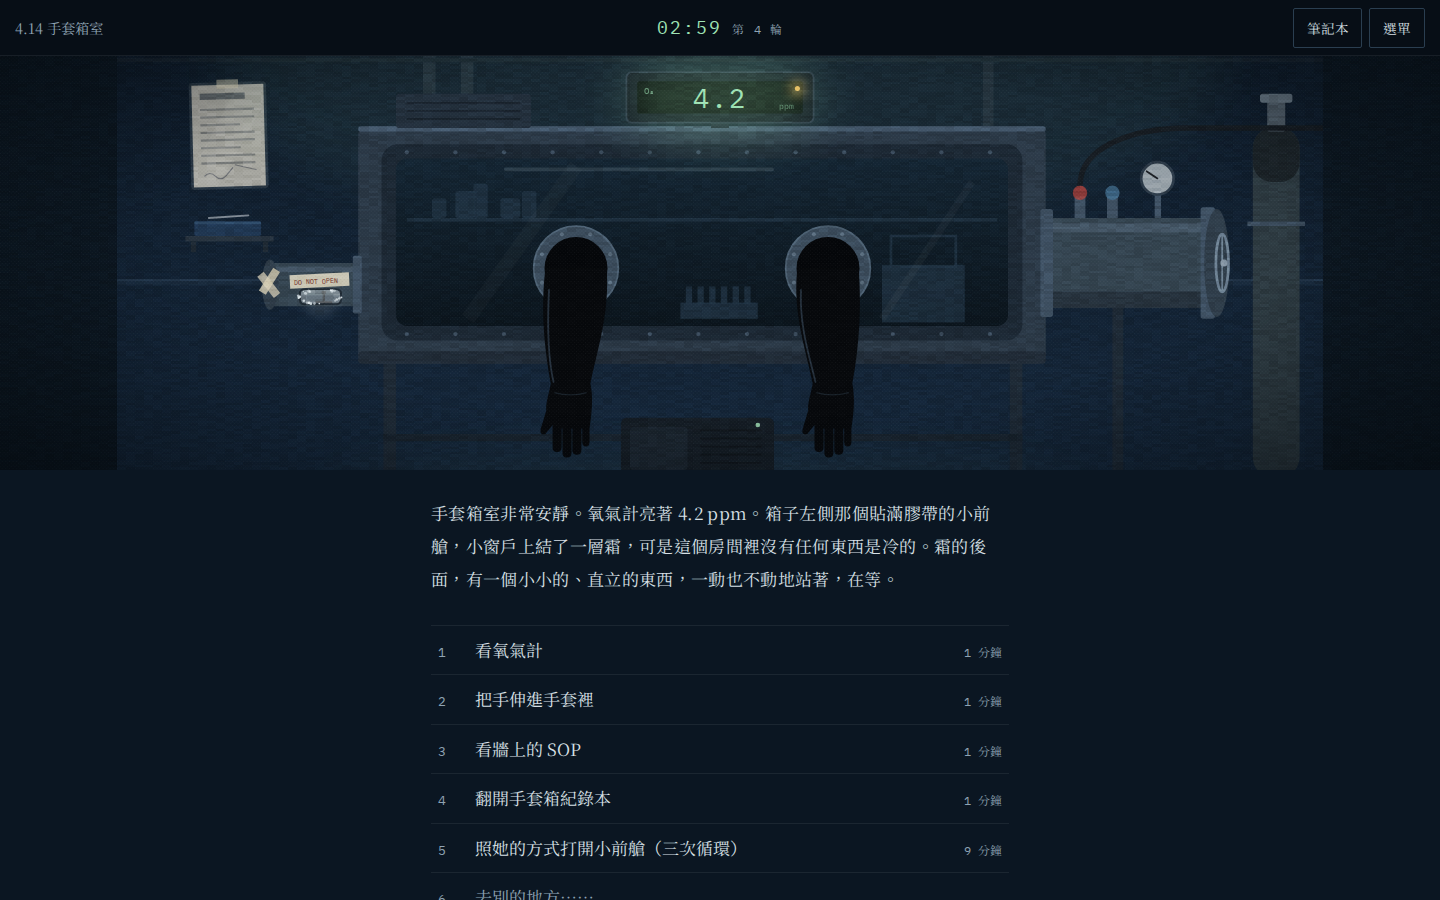 4.14 手套箱室
02:59 第 4 輪
筆記本
選單
4.2
ppm
DO NOT OPEN
手套箱室非常安靜。氧氣計亮著 4.2 ppm。箱子左側那個貼滿膠帶的小前
艙，小窗戶上結了一層霜，可是這個房間裡沒有任何東西是冷的。霜的後
面，有一個小小的、直立的東西，一動也不動地站著，在等。
1 看氧氣計 1 分鐘
2 把手伸進手套裡 1 分鐘
3 看牆上的 SOP 1 分鐘
4 翻開手套箱紀錄本 1 分鐘
5 照她的方式打開小前艙（三次循環） 9 分鐘
6 去別的地方⋯⋯